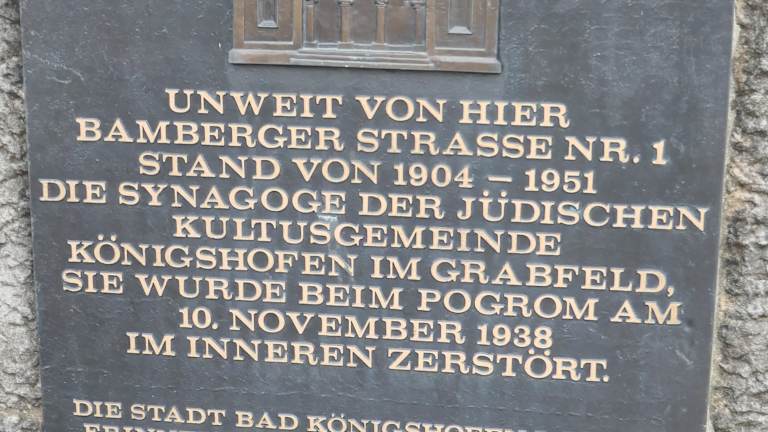 UNWEIT VON HIER
BAMBERGER STRASSE NR. 1
STAND VON 1904 – 1951
DIE SYNAGOGE DER JÜDISCHEN
KULTUSGEMEINDE
KÖNIGSHOFEN IM GRABFELD,
SIE WURDE BEIM POGROM AM
10. NOVEMBER 1938
IM INNEREN ZERSTÖRT.
DIE STADT BAD KÖNIGSHOFEN